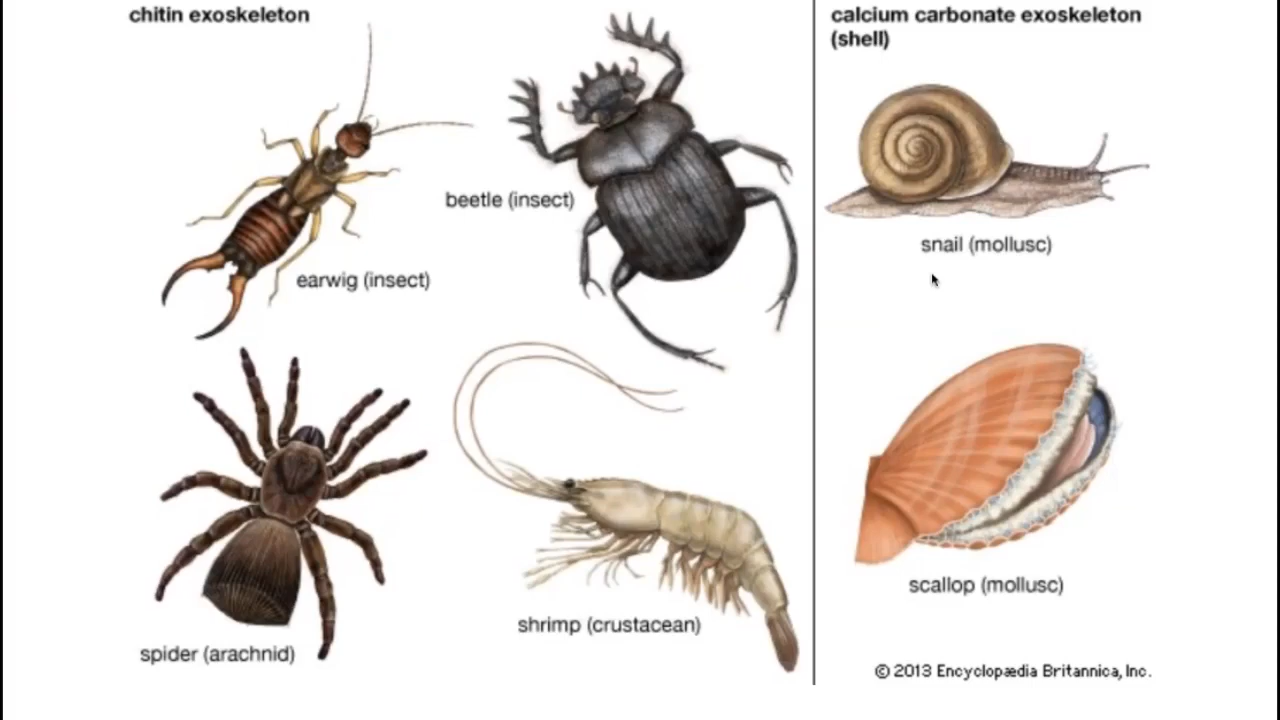 chitin exoskeleton
beetle (insect)
earwig (insect)
spider (arachnid)
shrimp (crustacean)
calcium carbonate exoskeleton
(shell)
snail (mollusc)
scallop (mollusc)
© 2013 Encyclopædia Britannica, Inc.